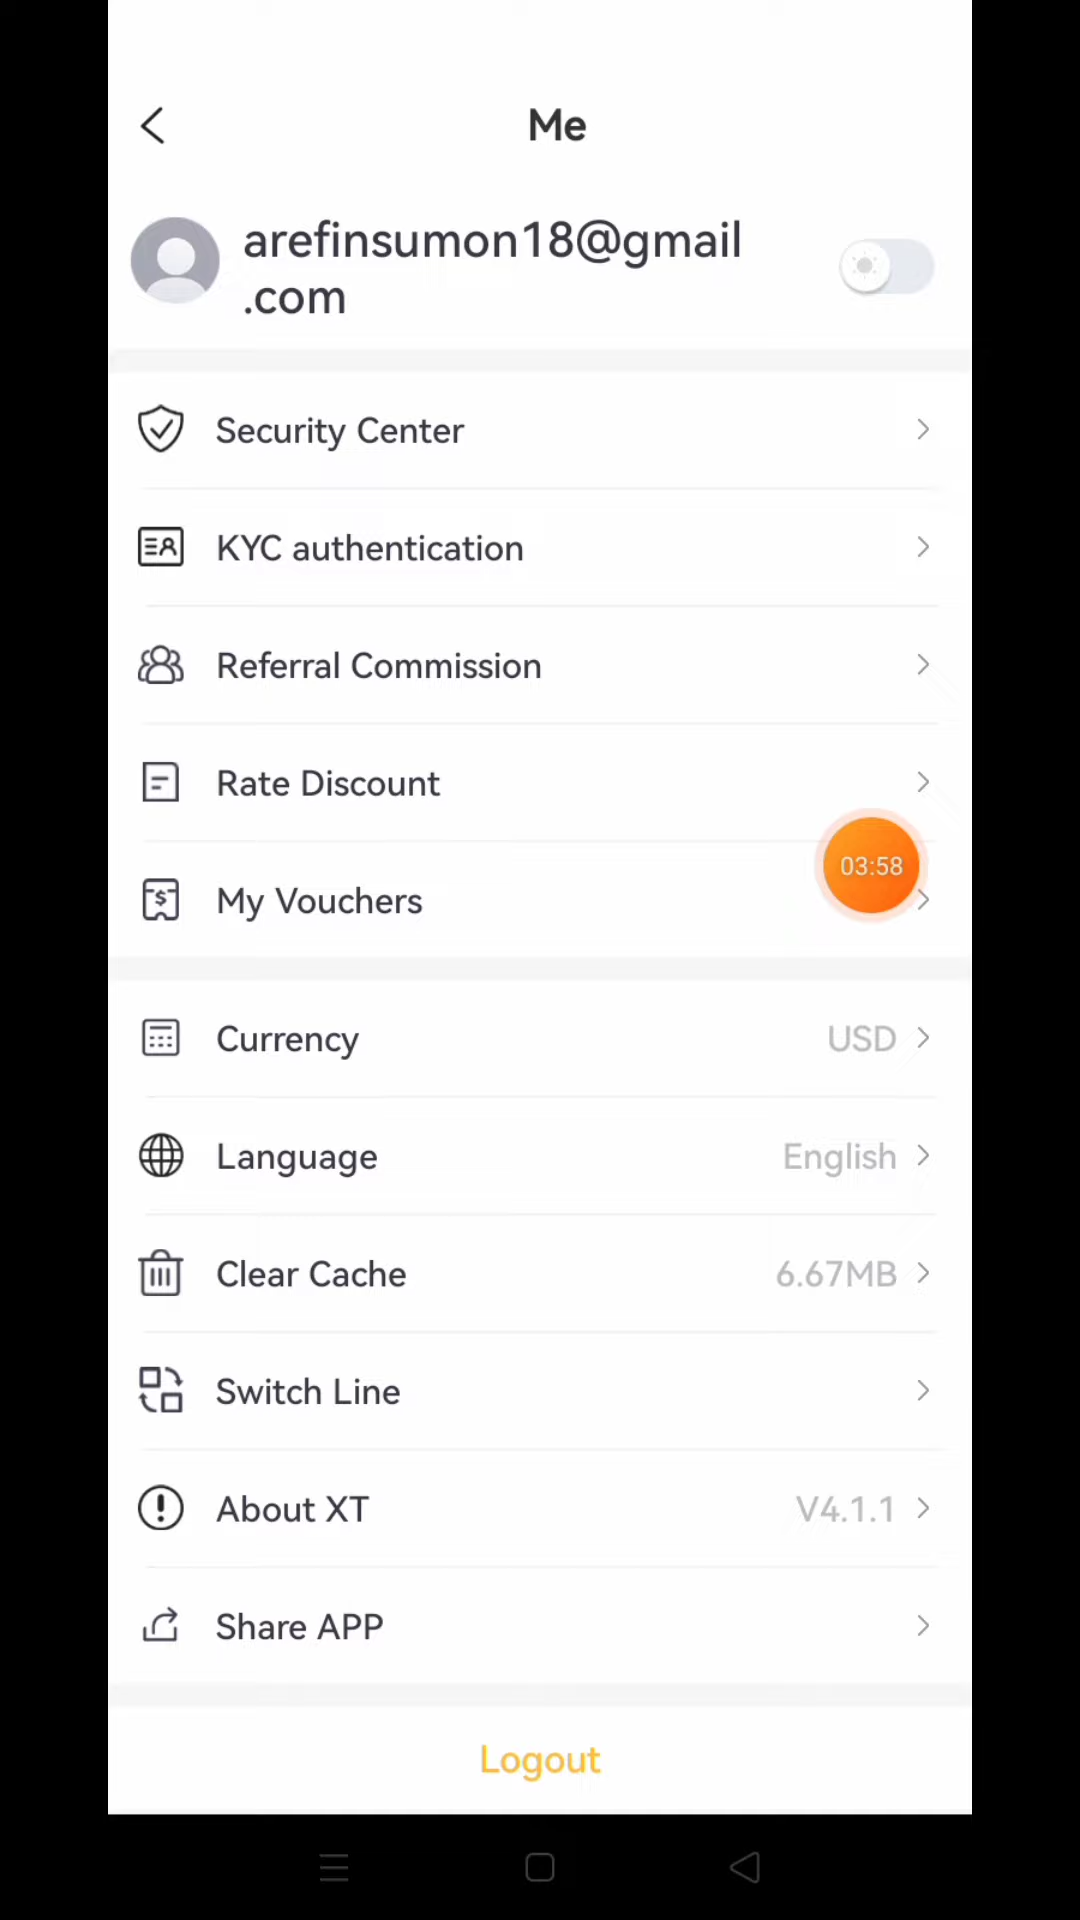 Me
arefinsumon18@gmail
.com
Security Center
KYC authentication
Referral Commission
Rate Discount
03:58
My Vouchers
Currency USD
Language English
Clear Cache 6.67MB
Switch Line
About XT V4.1.1
Share APP
Logout